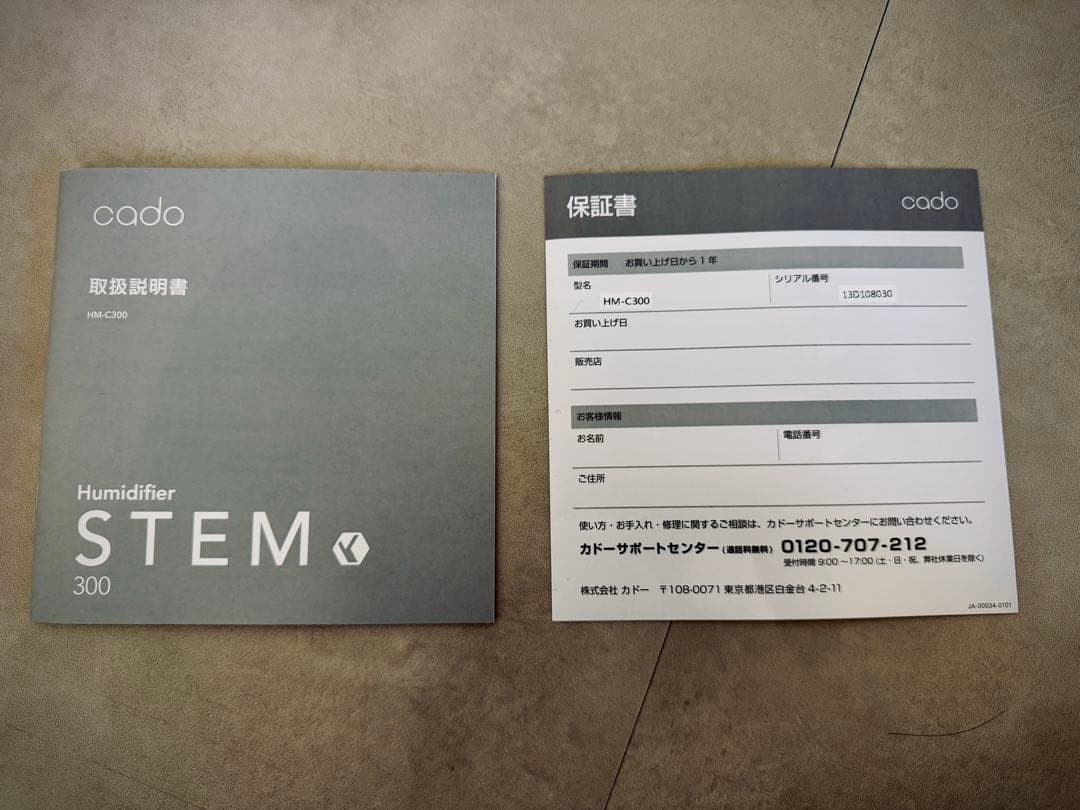 cado
取扱説明書
HM-C300
Humidifier
STEM
300
保証書 cado
保証期間 お買い上げ日から1年
型名 シリアル番号
HM-C300 13D108030
お買い上げ日
販売店
お客様情報
お名前 電話番号
ご住所
使い方・お手入れ・修理に関するご相談は、カドーサポートセンターにお問い合わせください。
カドーサポートセンター(通話料無料) 0120-707-212
受付時間 9:00～17:00(土・日・祝、弊社休業日を除く)
株式会社 カドー 〒108-0071 東京都港区白金台 4-2-11
JA-00034-0101